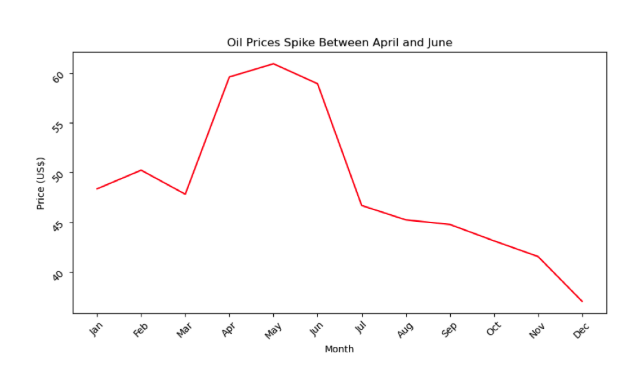 Oil Prices Spike Between April and June
Price (US$)
60
55
50
45
40
Jan Feb Mar Apr May Jun Jul Aug Sep Oct Nov Dec
Month